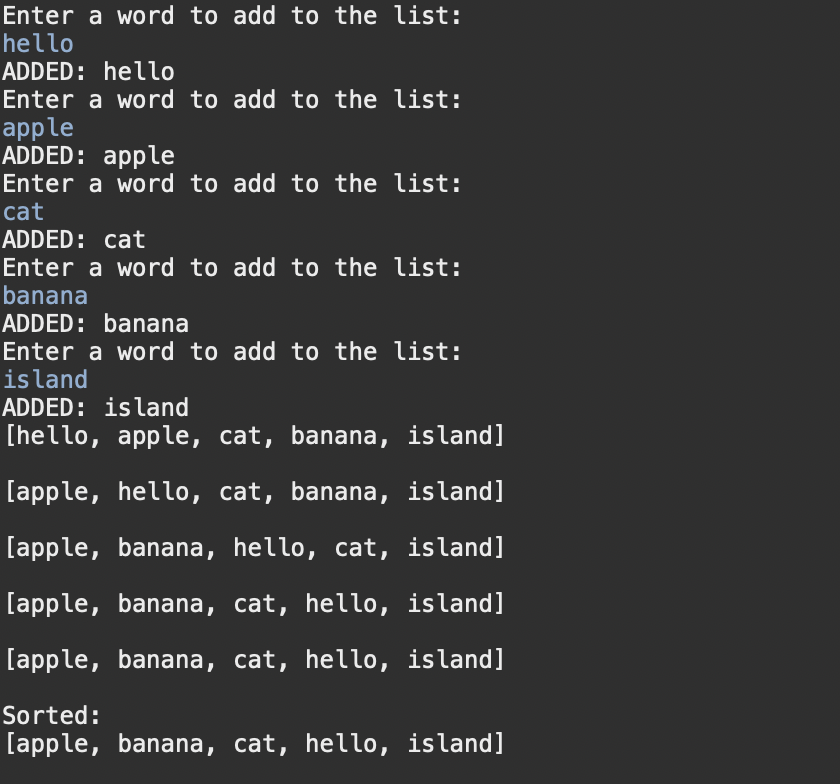 Enter a word to add to the list:
hello
ADDED: hello
Enter a word to add to the list:
apple
ADDED: apple
Enter a word to add to the list:
cat
ADDED: cat
Enter a word to add to the list:
banana
ADDED: banana
Enter a word to add to the list:
island
ADDED: island
[hello, apple, cat, banana, island]
[apple, hello, cat, banana, island]
[apple, banana, hello, cat, island]
[apple, banana, cat, hello, island]
[apple, banana, cat, hello, island]
Sorted:
[apple, banana, cat, hello, island]